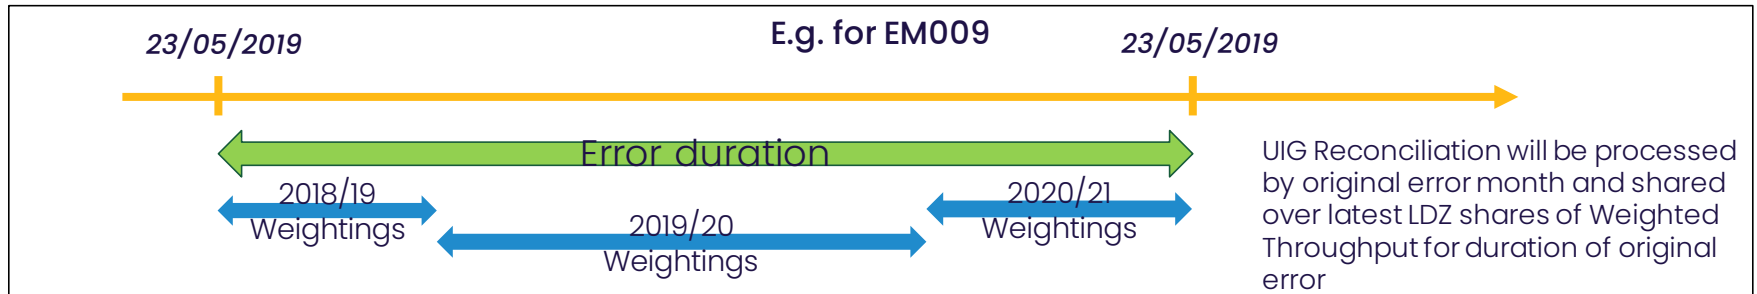 E.g. for EM009
23/05/2019
23/05/2019
Error duration
2018/19
Weightings
2019/20
Weightings
2020/21
Weightings
UIG Reconciliation will be processed
by original error month and shared
over latest LDZ shares of Weighted
Throughput for duration of original
error